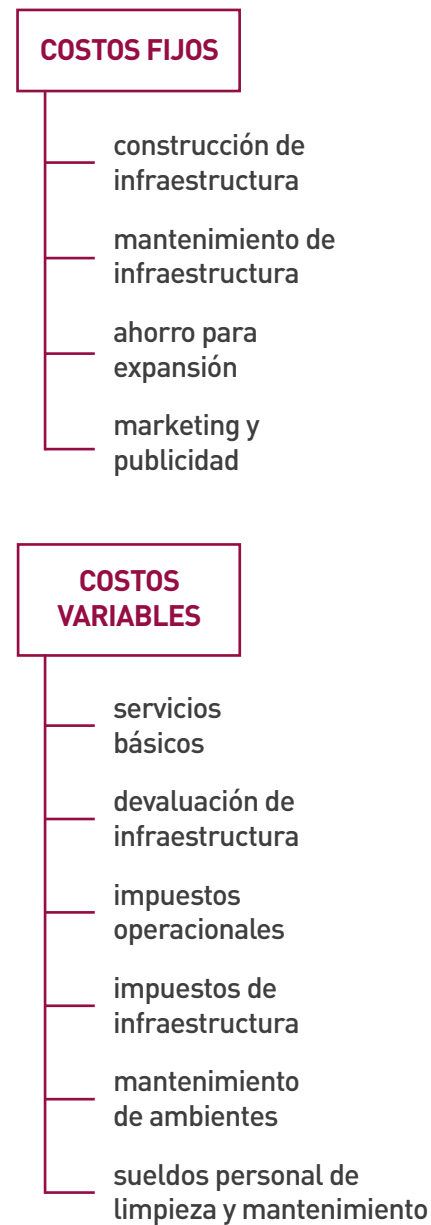 COSTOS FIJOS
construcción de
infraestructura
mantenimiento de
infraestructura
ahorro para
expansión
marketing y
publicidad
COSTOS
VARIABLES
servicios
básicos
devaluación de
infraestructura
impuestos
operacionales
impuestos de
infraestructura
mantenimiento
de ambientes
sueldos personal de
limpieza y mantenimiento